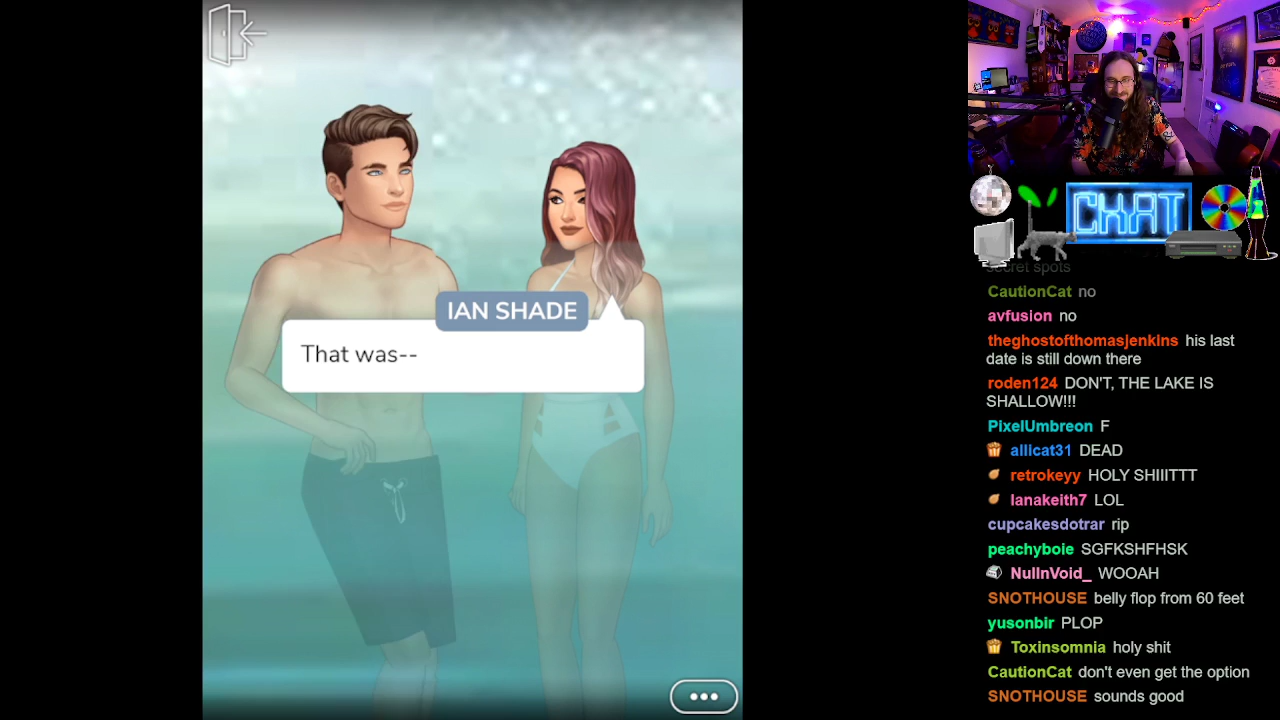 IAN SHADE
That was--
CHAT
secret spots
CautionCat no
avfusion no
theghostofthomasjenkins his last
date is still down there
roden124 DON'T, THE LAKE IS
SHALLOW!!!
PixelUmbreon F
allicat31 DEAD
retrokeyy HOLY SHIIITTT
lanakeith7 LOL
cupcakesdotrar rip
peachyboie SGFKSHFHSK
NullnVoid_ WOOAH
SNOTHOUSE belly flop from 60 feet
yusonbir PLOP
Toxinsomnia holy shit
CautionCat don't even get the option
SNOTHOUSE sounds good